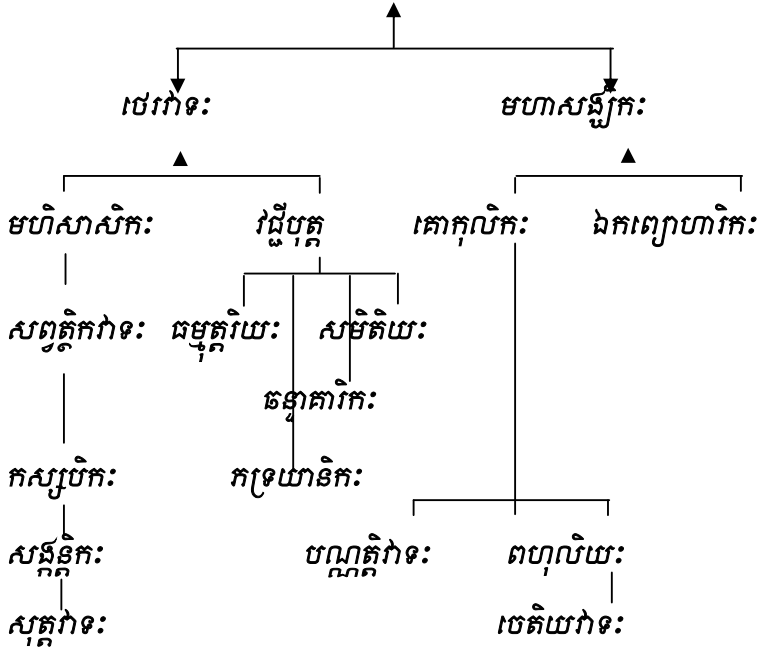 ថេរវាទៈ មហាសង្ឃិកៈ
មហិសាសិកៈ វជ្ជីបុត្ត គោកុលិកៈ ឯកព្យោហារិកៈ
សព្វត្ថិកវាទៈ ធម្មុត្តរិយៈ សមិតិយៈ
ឆន្នាគារិកៈ
កស្សបិកៈ ភទ្រយានិកៈ
សង្កន្តិកៈ បណ្ណត្តិវាទៈ ពហុលិយៈ
សុត្តវាទៈ ចេតិយវាទៈ